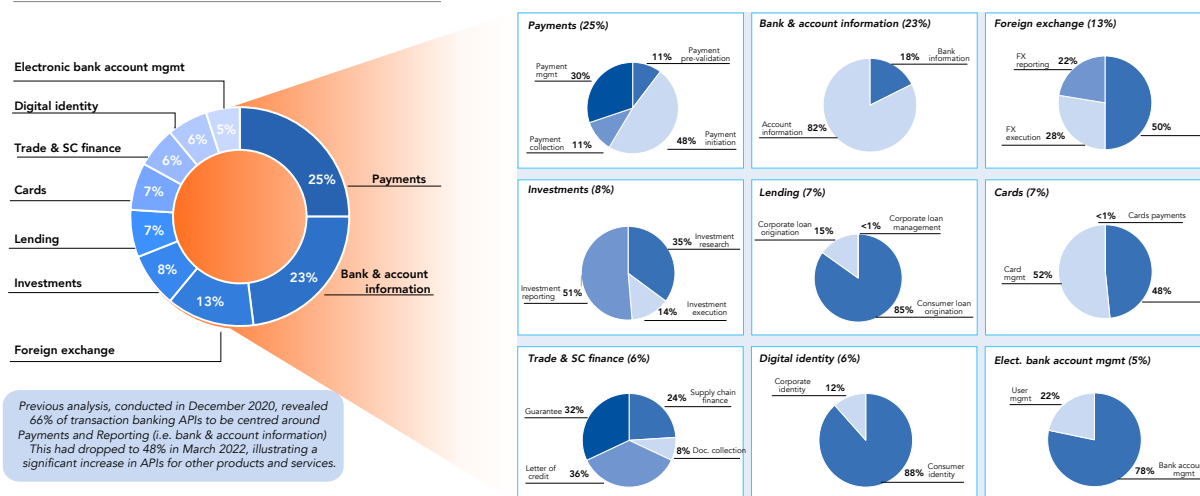 Electronic bank account mgmt
Digital identity
Trade & SC finance
Cards
Lending
Investments
Foreign exchange
5%
6%
6%
7%
7%
8%
13%
23%
25%
Payments
Bank & account
information
Previous analysis, conducted in December 2020, revealed
66% of transaction banking APIs to be centred around
Payments and Reporting (i.e. bank & account information)
This had dropped to 48% in March 2022, illustrating a
significant increase in APIs for other products and services.
Payments (25%)
11% Payment
pre-validation
Payment
mgmt 30%
Payment
collection 11%
48% Payment
initiation
Bank & account information (23%)
18% Bank
information
Account
information 82%
Foreign exchange (13%)
FX
reporting 22%
FX
execution 28%
50%
Investments (8%)
35% Investment
research
Investment
reporting 51%
14% Investment
execution
Lending (7%)
Corporate loan
origination 15%
<1% Corporate loan
management
85% Consumer loan
origination
Cards (7%)
<1% Cards payments
Card
mgmt 52%
48%
Trade & SC finance (6%)
Guarantee 32%
24% Supply chain
finance
8% Doc. collection
Letter of
credit 36%
Digital identity (6%)
Corporate
identity 12%
88% Consumer
identity
Elect. bank account mgmt (5%)
User
mgmt 22%
78% Bank accou
mgmt